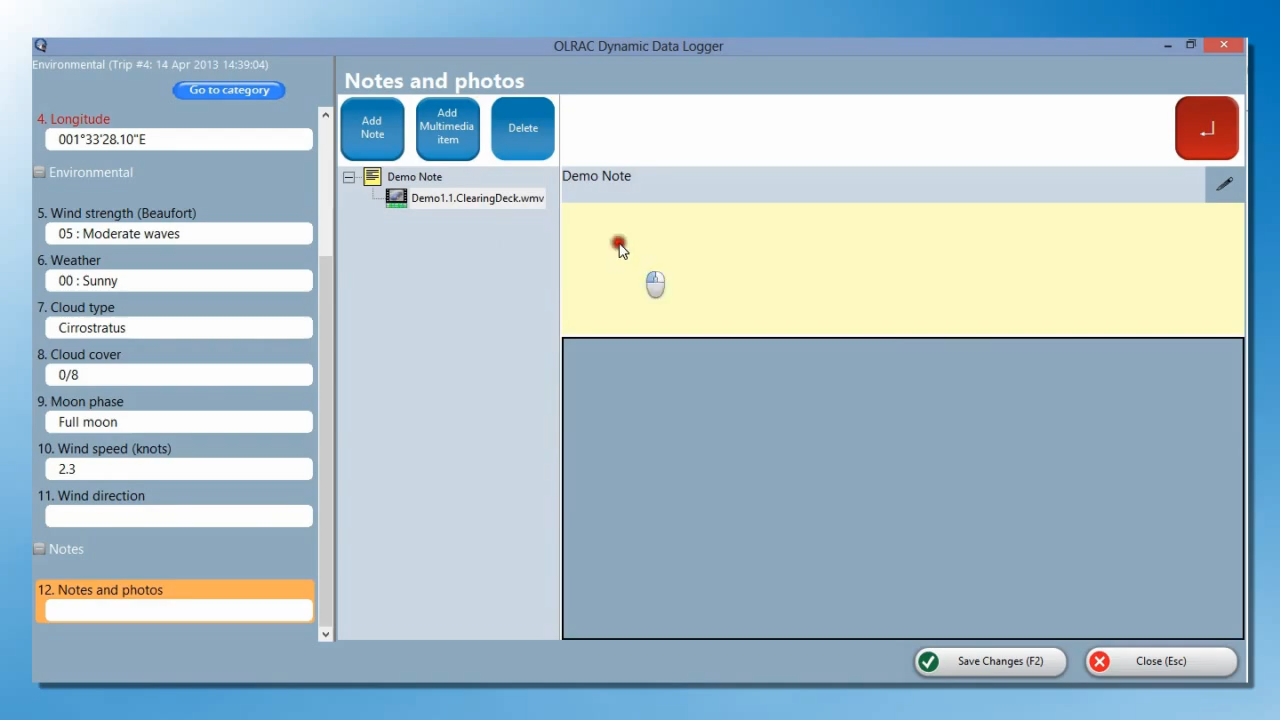 OLRAC Dynamic Data Logger
Environmental (Trip #4: 14 Apr 2013 14:39:04)
Go to category
4. Longitude
001°33'28.10"E
Environmental
5. Wind strength (Beaufort)
05 : Moderate waves
6. Weather
00 : Sunny
7. Cloud type
Cirrostratus
8. Cloud cover
0/8
9. Moon phase
Full moon
10. Wind speed (knots)
2.3
11. Wind direction
Notes
12. Notes and photos
Notes and photos
Add
Note
Add
Multimedia
item
Delete
Demo Note
Demo1.1.ClearingDeck.wmv
Demo Note
Save Changes (F2)
Close (Esc)